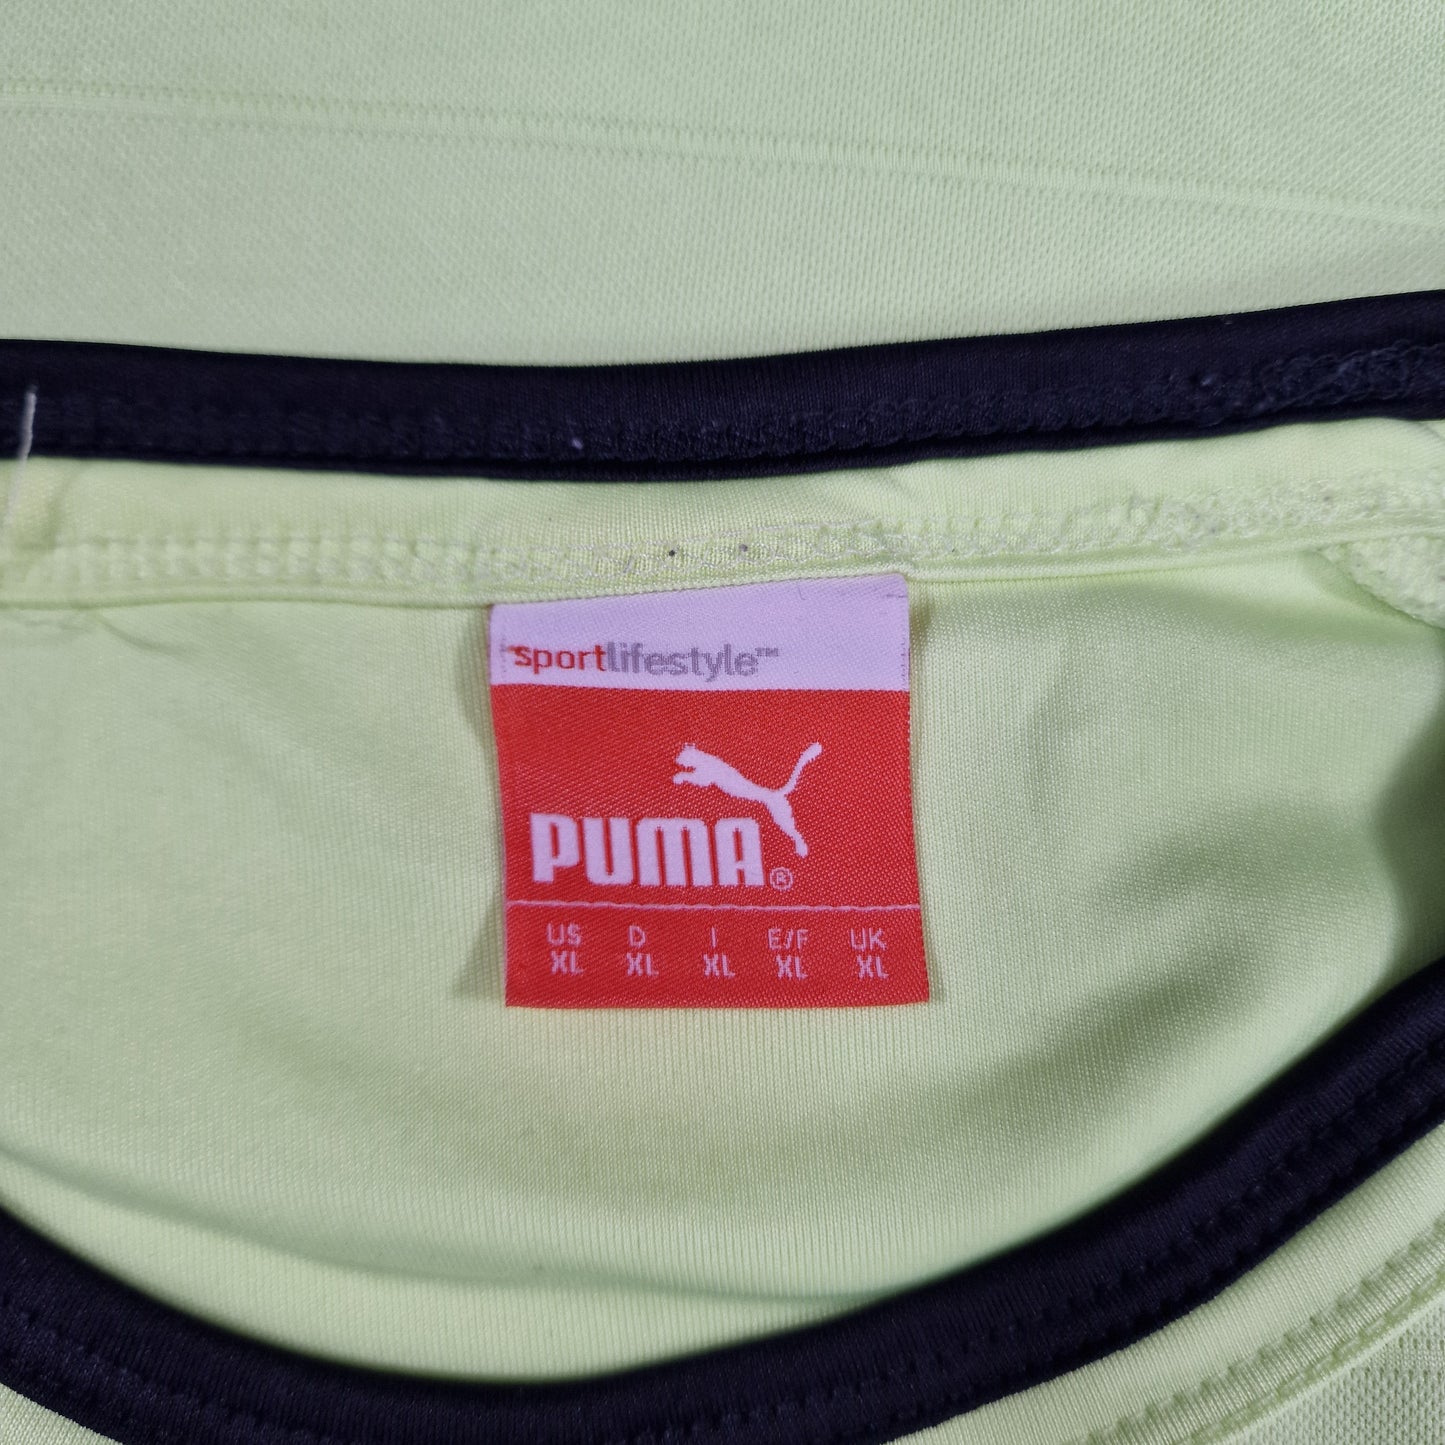 sportlifestyle™
PUMA®
US D I E/F UK
XL XL XL XL XL